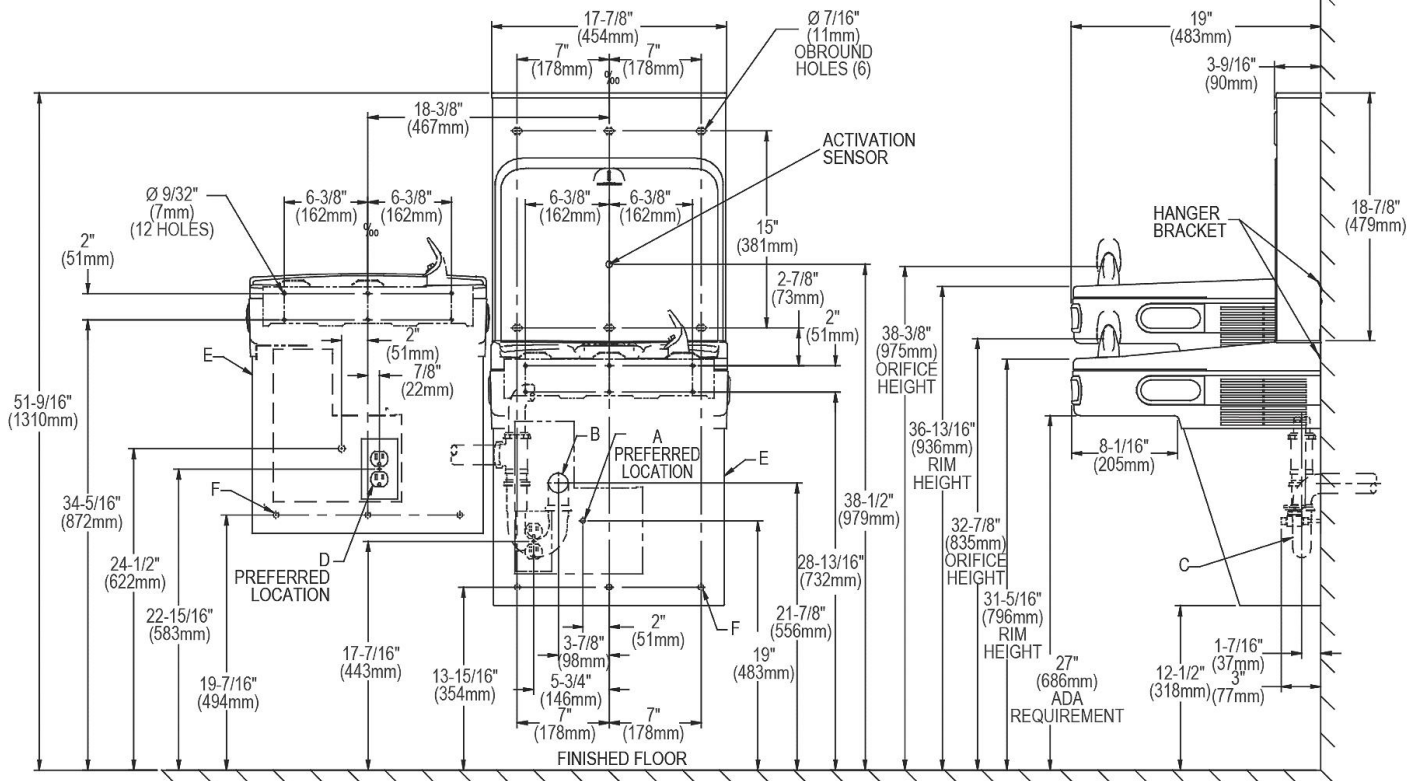 17-7/8"
(454mm)
7"
(178mm)
7"
(178mm)
‰
Ø 7/16"
(11mm)
OBROUND
HOLES (6)
19"
(483mm)
3-9/16"
(90mm)
18-3/8"
(467mm)
ACTIVATION
SENSOR
Ø 9/32"
(7mm)
(12 HOLES)
6-3/8"
(162mm)
6-3/8"
(162mm)
‰
6-3/8"
(162mm)
6-3/8"
(162mm)
15"
(381mm)
HANGER
BRACKET
18-7/8"
(479mm)
2"
(51mm)
2-7/8"
(73mm)
2"
(51mm)
E
2"
(51mm)
7/8"
(22mm)
38-3/8"
(975mm)
ORIFICE
HEIGHT
51-9/16"
(1310mm)
36-13/16"
(936mm)
RIM
HEIGHT
8-1/16"
(205mm)
B
A
PREFERRED
LOCATION
E
34-5/16"
(872mm)
F
38-1/2"
(979mm)
32-7/8"
(835mm)
ORIFICE
HEIGHT
24-1/2"
(622mm)
D
PREFERRED
LOCATION
28-13/16"
(732mm)
C
22-15/16"
(583mm)
21-7/8"
(556mm)
31-5/16"
(796mm)
RIM
HEIGHT
F
2"
(51mm)
3-7/8"
(98mm)
17-7/16"
(443mm)
19"
(483mm)
1-7/16"
(37mm)
3"
(77mm)
19-7/16"
(494mm)
13-15/16"
(354mm)
5-3/4"
(146mm)
27"
(686mm)
ADA
REQUIREMENT
12-1/2"
(318mm)
7"
(178mm)
7"
(178mm)
FINISHED FLOOR